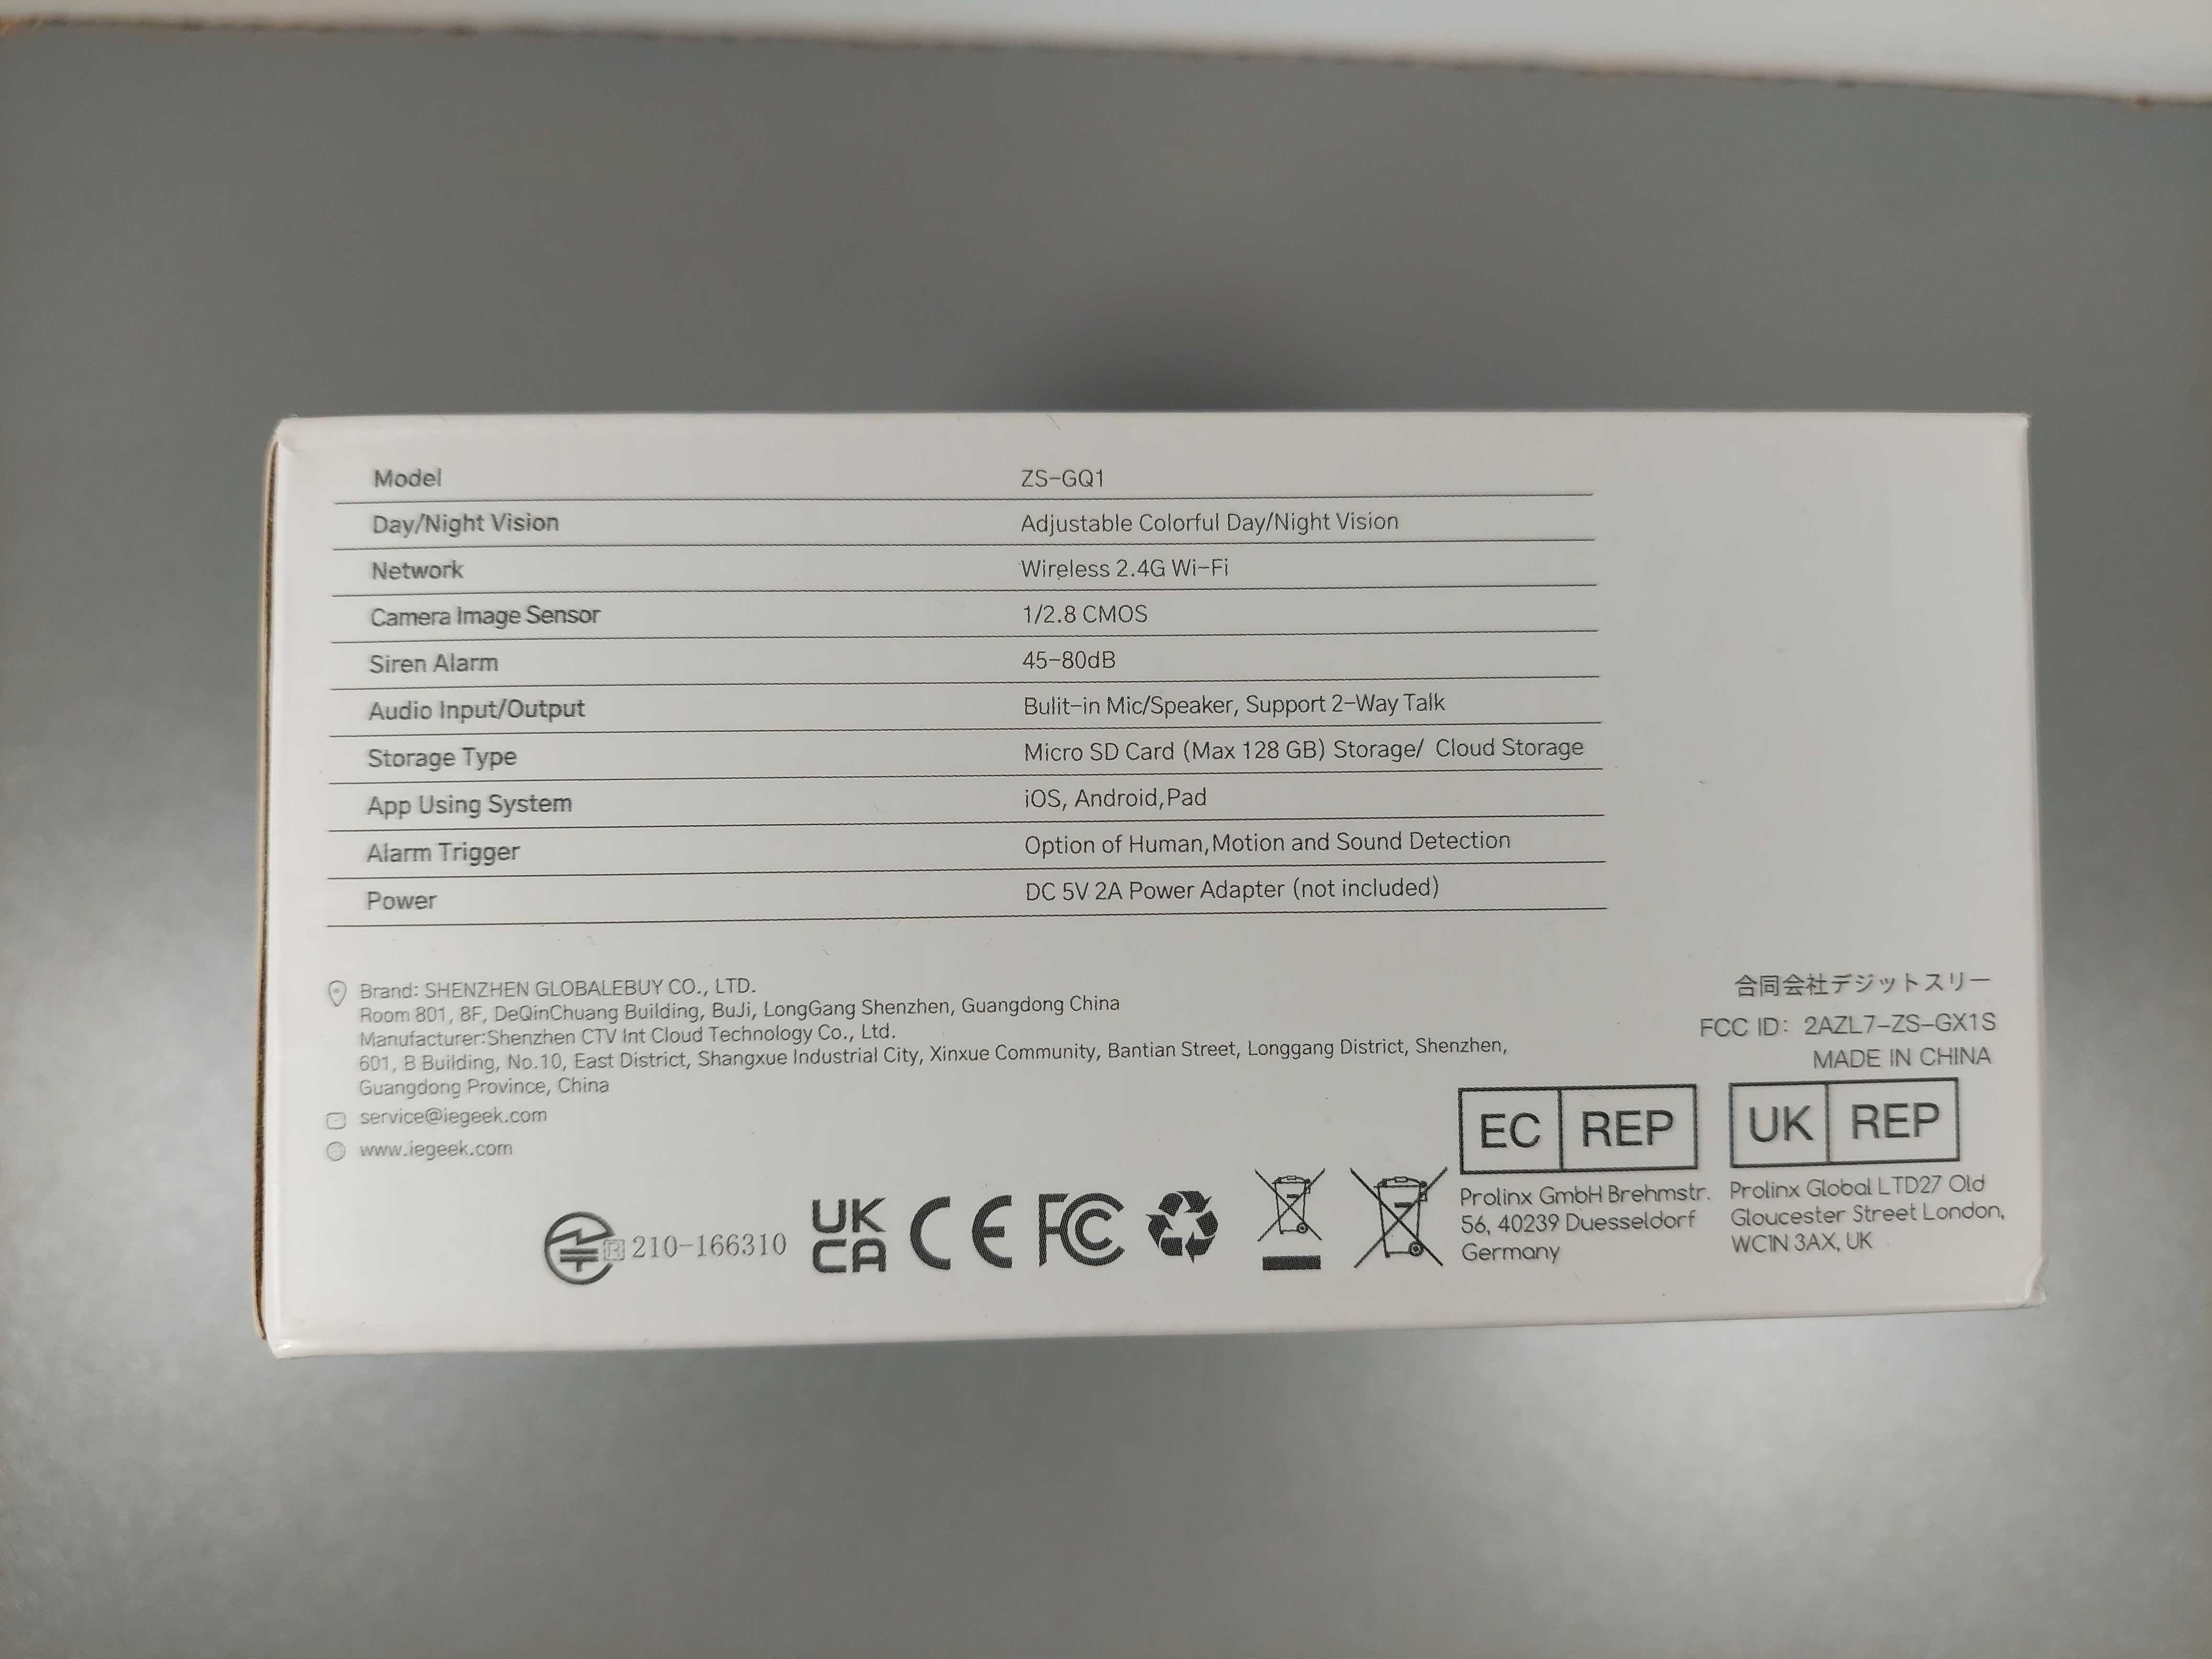 Model ZS-GQ1
Day/Night Vision Adjustable Colorful Day/Night Vision
Network Wireless 2.4G Wi-Fi
Camera Image Sensor 1/2.8 CMOS
Siren Alarm 45-80dB
Audio Input/Output Bulit-in Mic/Speaker, Support 2-Way Talk
Storage Type Micro SD Card (Max 128 GB) Storage/ Cloud Storage
App Using System iOS, Android,Pad
Alarm Trigger Option of Human,Motion and Sound Detection
Power DC 5V 2A Power Adapter (not included)
Brand: SHENZHEN GLOBALEBUY CO., LTD.
Room 801, 8F, DeQinChuang Building, BuJi, LongGang Shenzhen, Guangdong China
Manufacturer:Shenzhen CTV Int Cloud Technology Co., Ltd.
601, B Building, No.10, East District, Shangxue Industrial City, Xinxue Community, Bantian Street, Longgang District, Shenzhen,
Guangdong Province, China
service@iegeek.com
www.iegeek.com
合同会社デジットスリー
FCC ID: 2AZL7-ZS-GX1S
MADE IN CHINA
EC REP
Prolinx GmbH Brehmstr.
56, 40239 Duesseldorf
Germany
UK REP
Prolinx Global LTD27 Old
Gloucester Street London,
WC1N 3AX, UK
R 210-166310
UK
CA
CE
FC